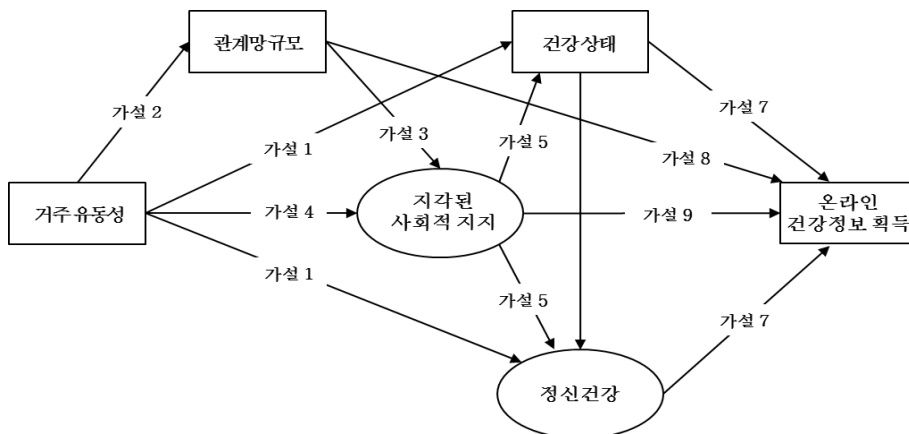 관계망규모
건강상태
가설 2
가설 7
가설 3
가설 1
가설 5
가설 8
거주 유동성
가설 4
지각된
사회적 지지
가설 9
온라인
건강정보 획득
가설 1
가설 5
가설 7
정신건강